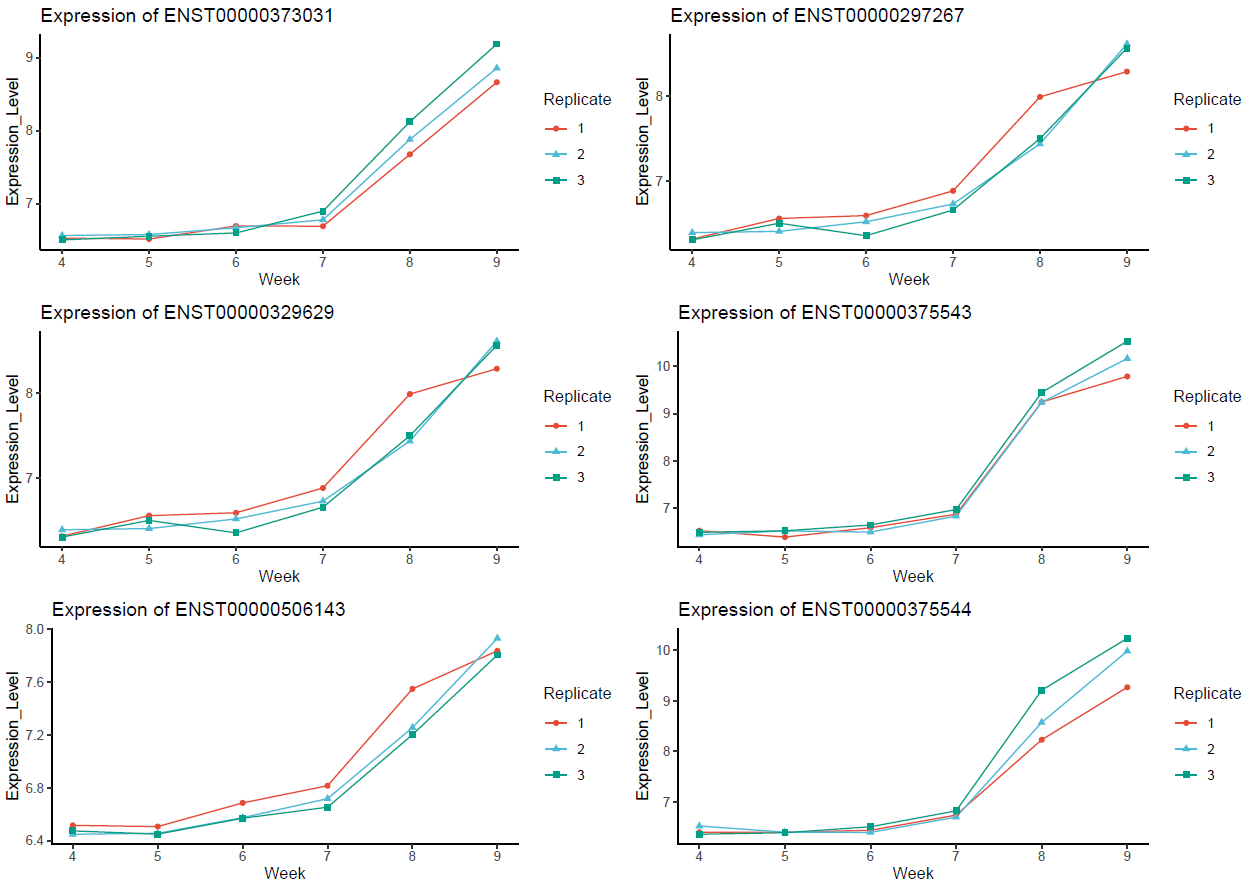 Expression of ENST00000373031
Expression_Level
9
8
7
4 5 6 7 8 9
Week
Replicate
1
2
3
Expression of ENST00000297267
Expression_Level
8
7
4 5 6 7 8 9
Week
Replicate
1
2
3
Expression of ENST00000329629
Expression_Level
8
7
4 5 6 7 8 9
Week
Replicate
1
2
3
Expression of ENST00000375543
Expression_Level
10
9
8
7
4 5 6 7 8 9
Week
Replicate
1
2
3
Expression of ENST00000506143
Expression_Level
8.0
7.6
7.2
6.8
6.4
4 5 6 7 8 9
Week
Replicate
1
2
3
Expression of ENST00000375544
Expression_Level
10
9
8
7
4 5 6 7 8 9
Week
Replicate
1
2
3